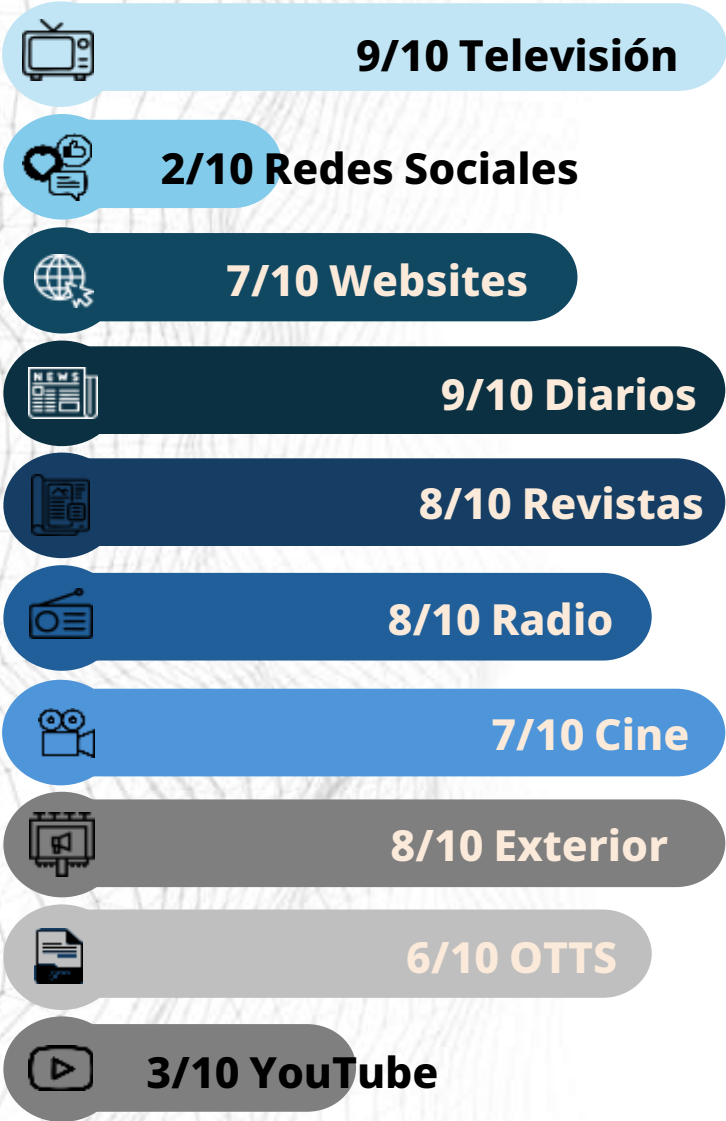 9/10 Televisión
2/10 Redes Sociales
7/10 Websites
NEWS
9/10 Diarios
8/10 Revistas
8/10 Radio
7/10 Cine
8/10 Exterior
6/10 OTTS
3/10 YouTube